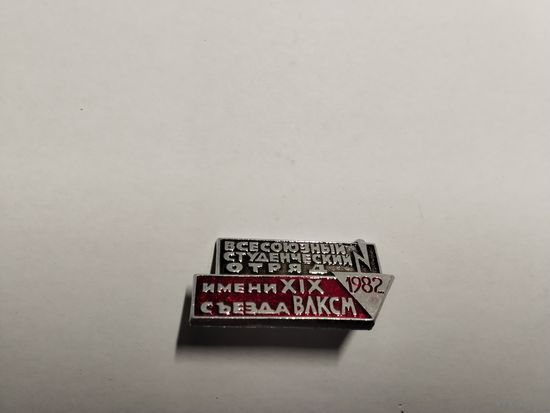 ВСЕСОЮЗНЫЙ
СТУДЕНЧЕСКИЙ
ОТРЯД
ИМЕНИ XIX
СЪЕЗДА ВЛКСМ
1982